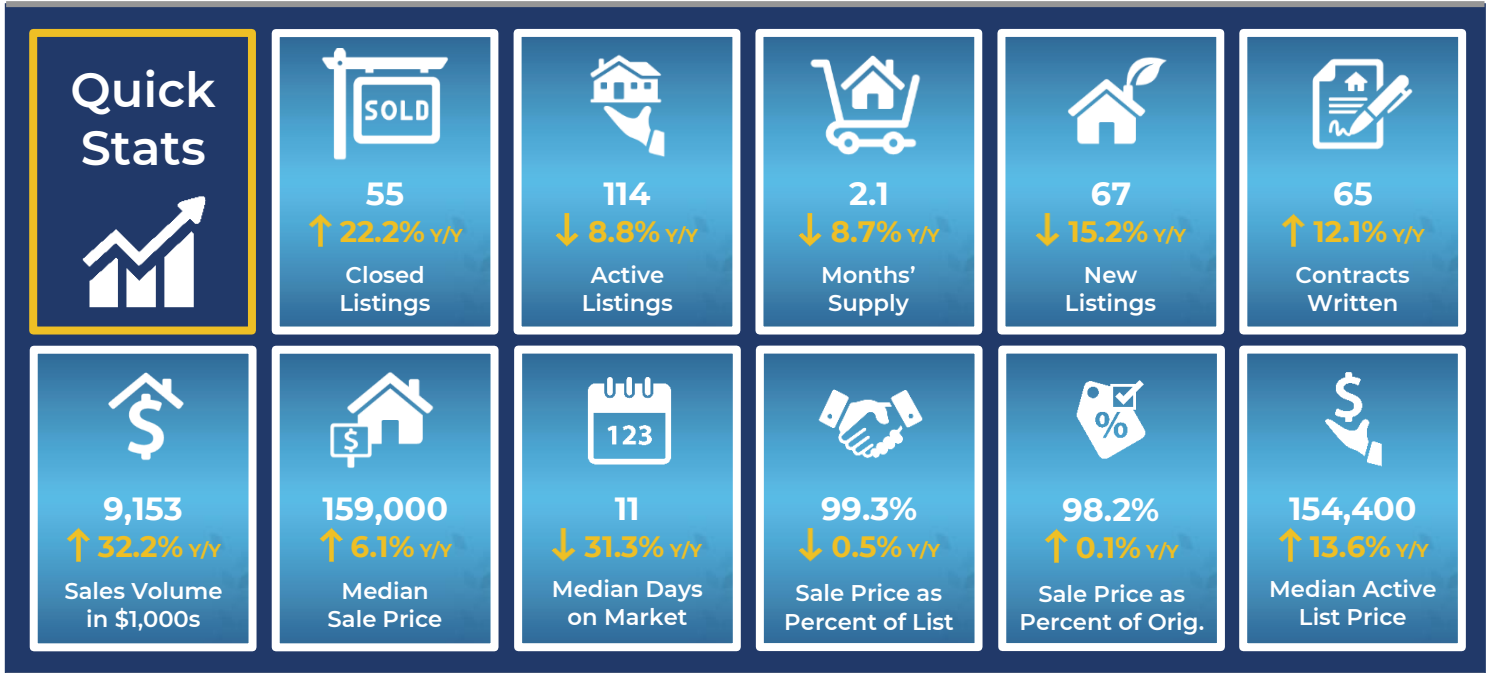 Quick
Stats
SOLD
55
↑ 22.2% Y/Y
Closed
Listings
114
↓ 8.8% Y/Y
Active
Listings
2.1
↓ 8.7% Y/Y
Months’
Supply
67
↓ 15.2% Y/Y
New
Listings
65
↑ 12.1% Y/Y
Contracts
Written
$
9,153
↑ 32.2% Y/Y
Sales Volume
in $1,000s
$
159,000
↑ 6.1% Y/Y
Median
Sale Price
123
11
↓ 31.3% Y/Y
Median Days
on Market
99.3%
↓ 0.5% Y/Y
Sale Price as
Percent of List
%
98.2%
↑ 0.1% Y/Y
Sale Price as
Percent of Orig.
$
154,400
↑ 13.6% Y/Y
Median Active
List Price